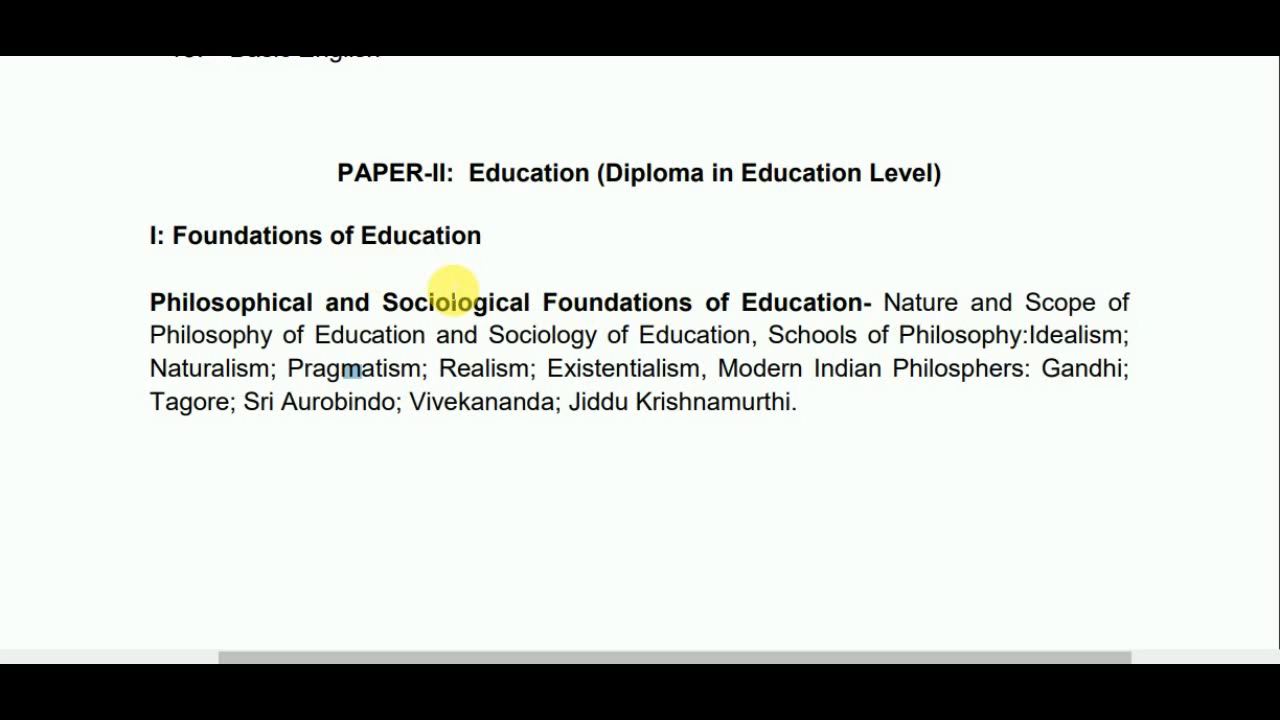 Basic English
PAPER-II: Education (Diploma in Education Level)
I: Foundations of Education
Philosophical and Sociological Foundations of Education- Nature and Scope of
Philosophy of Education and Sociology of Education, Schools of Philosophy:Idealism;
Naturalism; Pragmatism; Realism; Existentialism, Modern Indian Philosphers: Gandhi;
Tagore; Sri Aurobindo; Vivekananda; Jiddu Krishnamurthi.